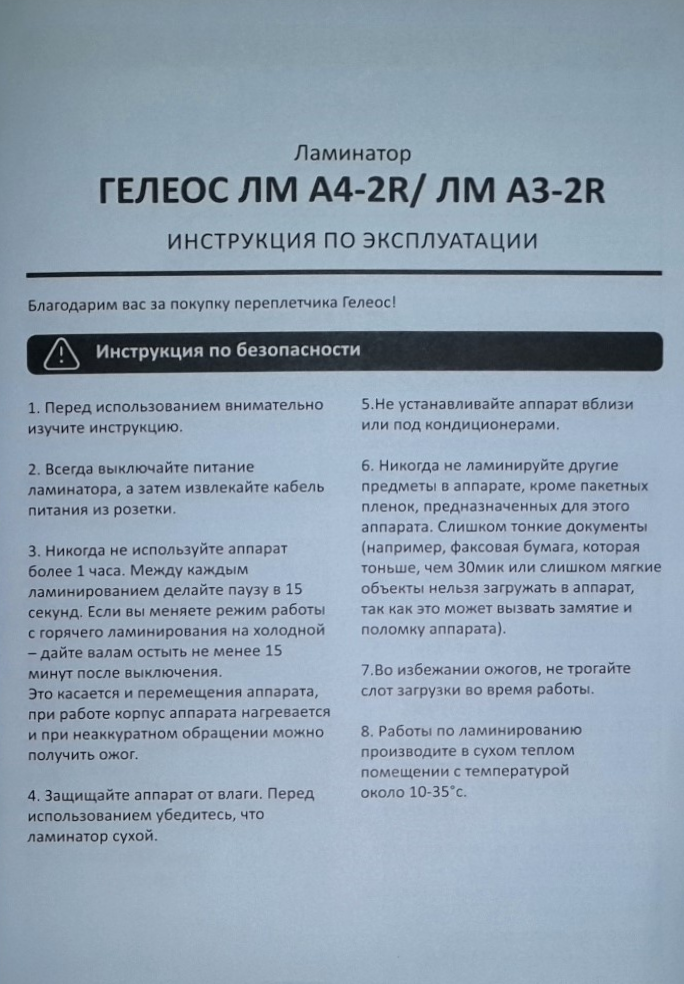 Ламинатор
ГЕЛЕОС ЛМ А4-2R/ ЛМ А3-2R
ИНСТРУКЦИЯ ПО ЭКСПЛУАТАЦИИ
Благодарим вас за покупку переплетчика Гелеос!
Инструкция по безопасности
1. Перед использованием внимательно
изучите инструкцию.
2. Всегда выключайте питание
ламинатора, а затем извлекайте кабель
питания из розетки.
3. Никогда не используйте аппарат
более 1 часа. Между каждым
ламинированием делайте паузу в 15
секунд. Если вы меняете режим работы
с горячего ламинирования на холодной
– дайте валам остыть не менее 15
минут после выключения.
Это касается и перемещения аппарата,
при работе корпус аппарата нагревается
и при неаккуратном обращении можно
получить ожог.
4. Защищайте аппарат от влаги. Перед
использованием убедитесь, что
ламинатор сухой.
5.Не устанавливайте аппарат вблизи
или под кондиционерами.
6. Никогда не ламинируйте другие
предметы в аппарате, кроме пакетных
пленок, предназначенных для этого
аппарата. Слишком тонкие документы
(например, факсовая бумага, которая
тоньше, чем 30мик или слишком мягкие
объекты нельзя загружать в аппарат,
так как это может вызвать замятие и
поломку аппарата).
7.Во избежании ожогов, не трогайте
слот загрузки во время работы.
8. Работы по ламинированию
производите в сухом теплом
помещении с температурой
около 10-35˚с.